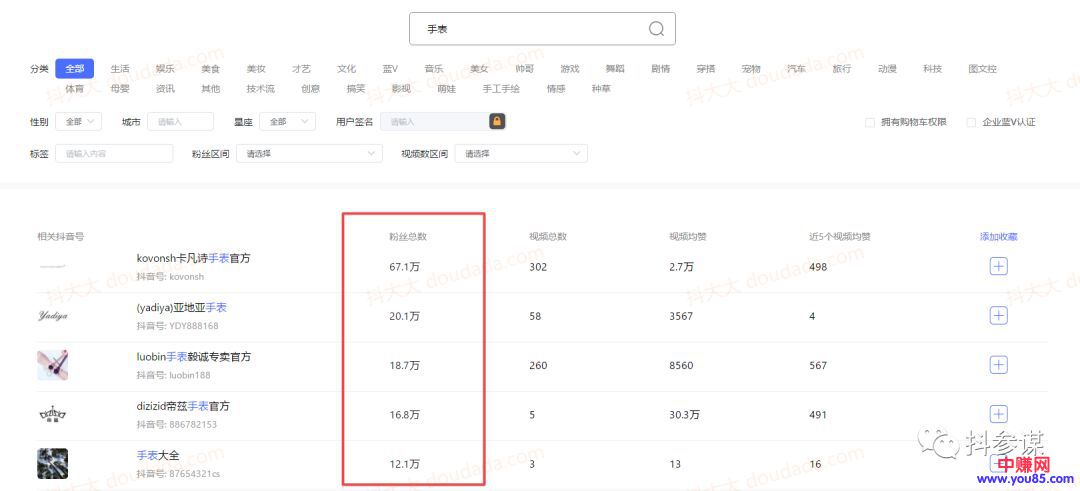 手表
分类 全部 生活 娱乐 美食 美妆 才艺 文化 蓝V 音乐 美女 帅哥 游戏 舞蹈 剧情 穿搭 宠物 汽车 旅行 动漫 科技 图文控
体育 母婴 资讯 其他 技术流 创意 搞笑 影视 萌娃 手工手绘 情感 种草
性别 全部 城市 请输入 星座 全部 用户签名 请输入 拥有购物车权限 企业蓝V认证
标签 请输入内容 粉丝区间 请选择 视频数区间 请选择
相关抖音号 粉丝总数 视频总数 视频均赞 近5个视频均赞 添加收藏
kovonsh卡凡诗手表官方
抖音号: kovonsh
67.1万 302 2.7万 498
Yadiya
(yadiya)亚地亚手表
抖音号: YDY888168
20.1万 58 3567 4
luobin手表毅诚专卖官方
抖音号: luobin188
18.7万 260 8560 567
dizizid帝兹手表官方
抖音号: 886782153
16.8万 5 30.3万 491
手表大全
抖音号: 87654321cs
12.1万 3 13 16
抖大大 doudada.com
抖参谋
中赚网
www.you85.com